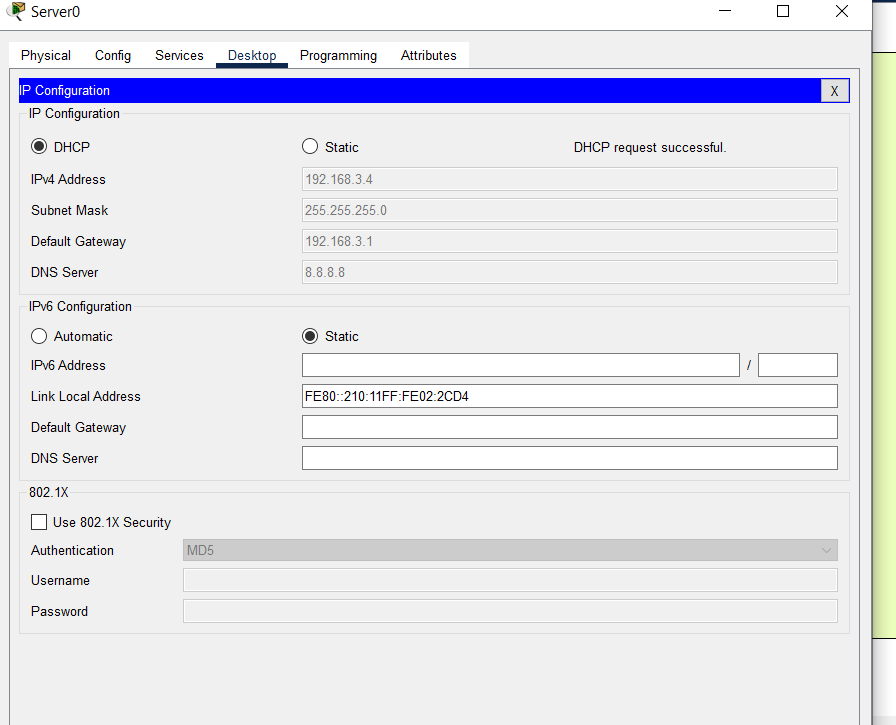 Server0
Physical Config Services Desktop Programming Attributes
IP Configuration X
IP Configuration
DHCP Static DHCP request successful.
IPv4 Address 192.168.3.4
Subnet Mask 255.255.255.0
Default Gateway 192.168.3.1
DNS Server 8.8.8.8
IPv6 Configuration
Automatic Static
IPv6 Address /
Link Local Address FE80::210:11FF:FE02:2CD4
Default Gateway
DNS Server
802.1X
Use 802.1X Security
Authentication MD5
Username
Password